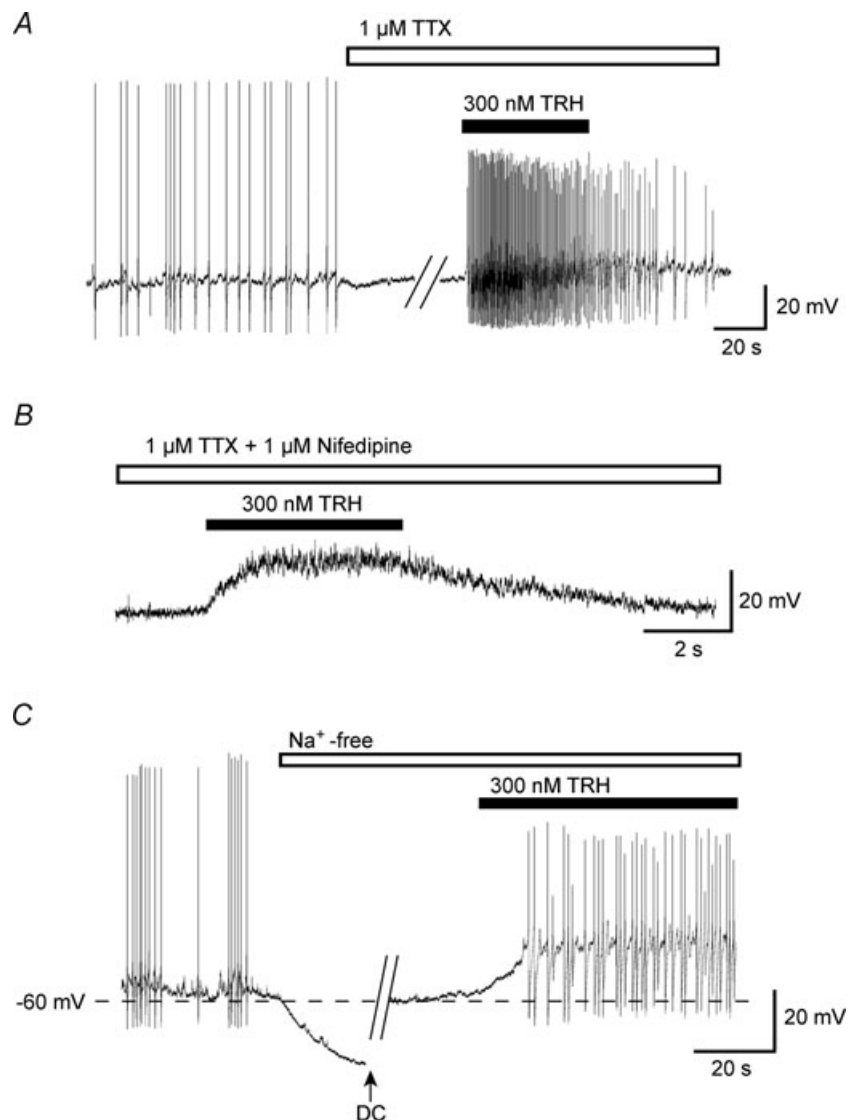 A
1 µM TTX
300 nM TRH
20 mV
20 s
B
1 µM TTX + 1 µM Nifedipine
300 nM TRH
20 mV
2 s
C
Na⁺ -free
300 nM TRH
-60 mV
20 mV
20 s
DC